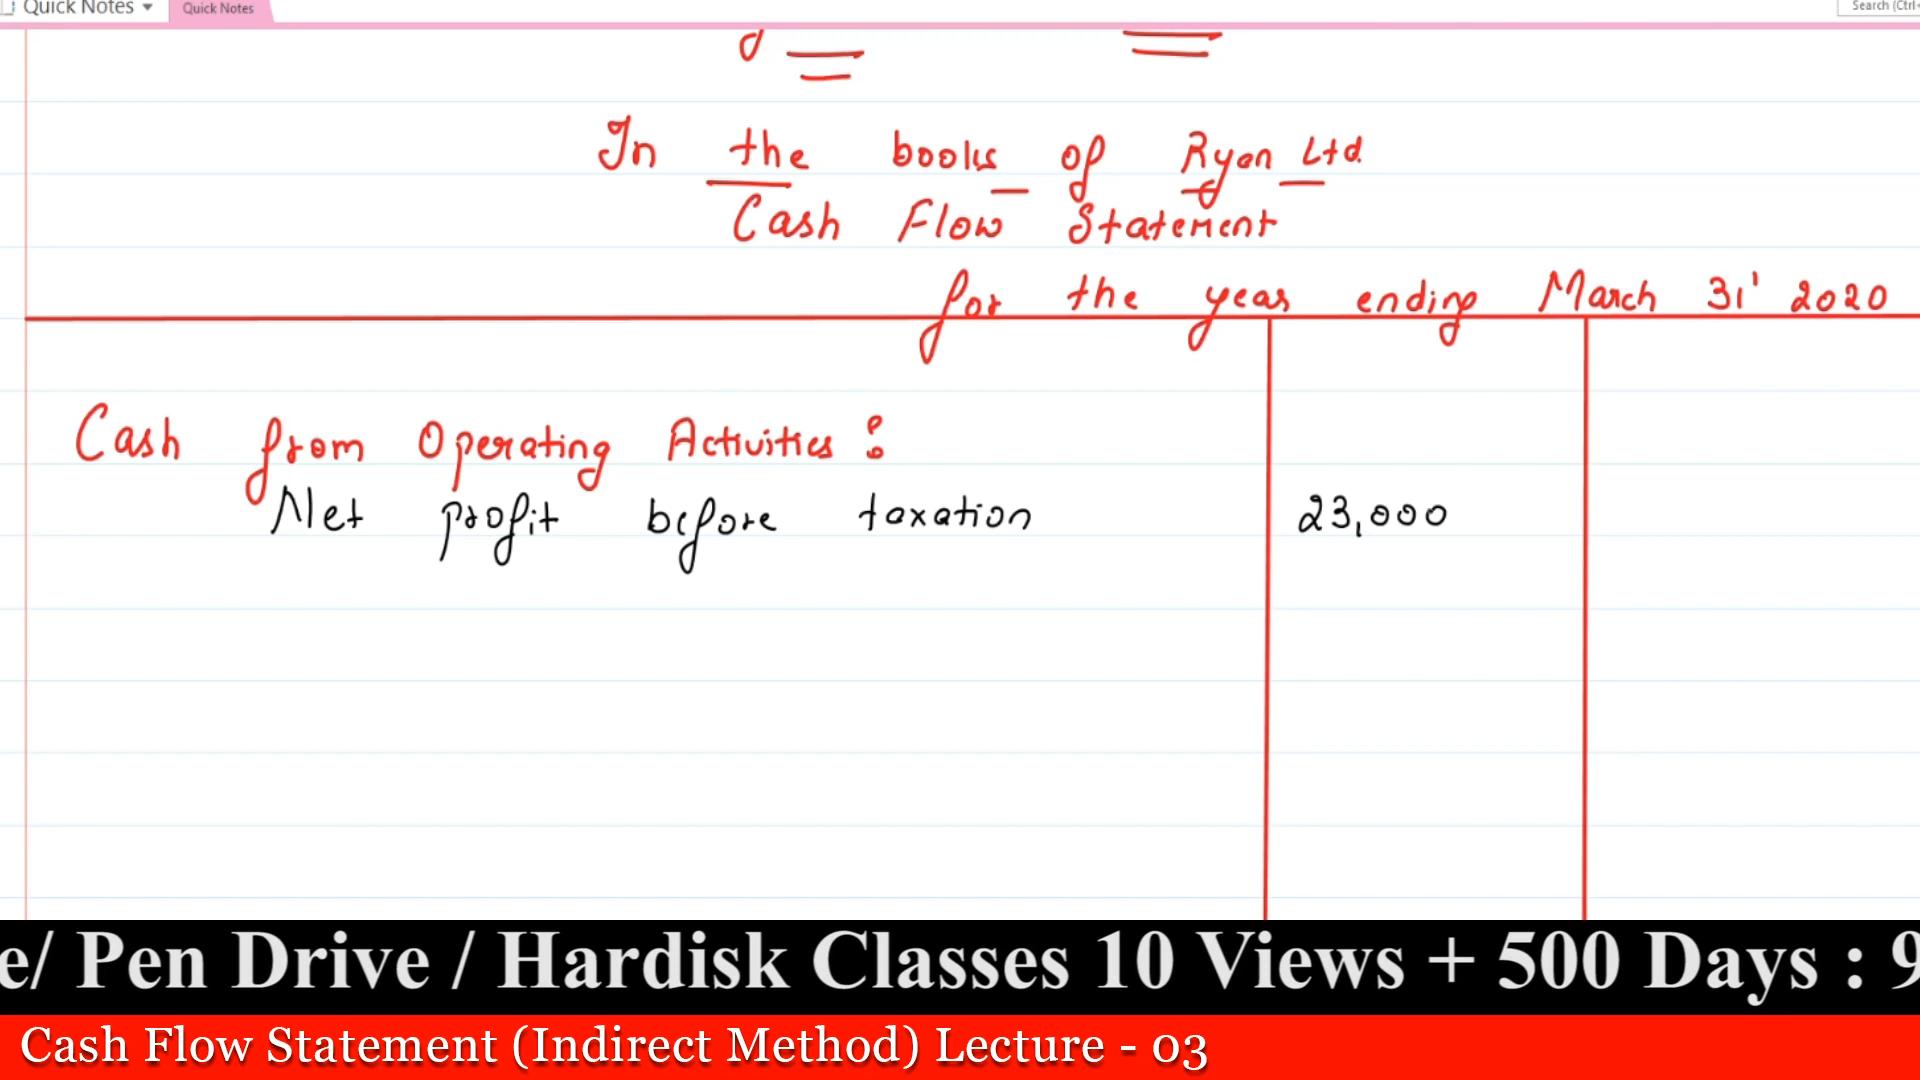 Quick Notes
Quick Notes
Search (Ctrl+
In the books of Ryan Ltd.
Cash Flow Statement
for the year ending March 31' 2020
Cash from Operating Activities :
Net profit before taxation 23,000
e/ Pen Drive / Hardisk Classes 10 Views + 500 Days : 9
Cash Flow Statement (Indirect Method) Lecture - 03